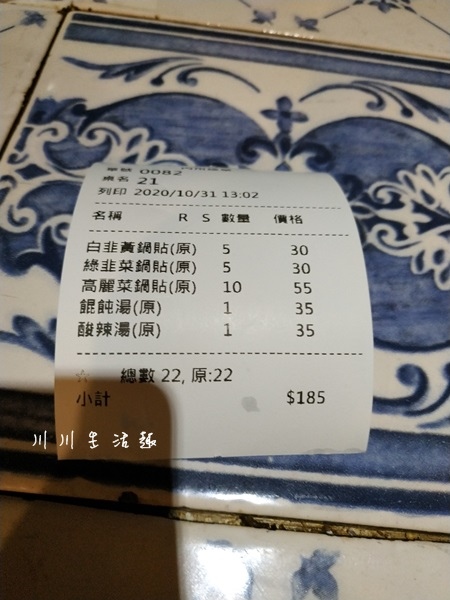 單號 0082
桌名 21
列印 2020/10/31 13:02
名稱 R S 數量 價格
白韭黃鍋貼(原) 5 30
綠韭菜鍋貼(原) 5 30
高麗菜鍋貼(原) 10 55
餛飩湯(原) 1 35
酸辣湯(原) 1 35
☆ 總數 22, 原:22
小計 $185
川川生活趣